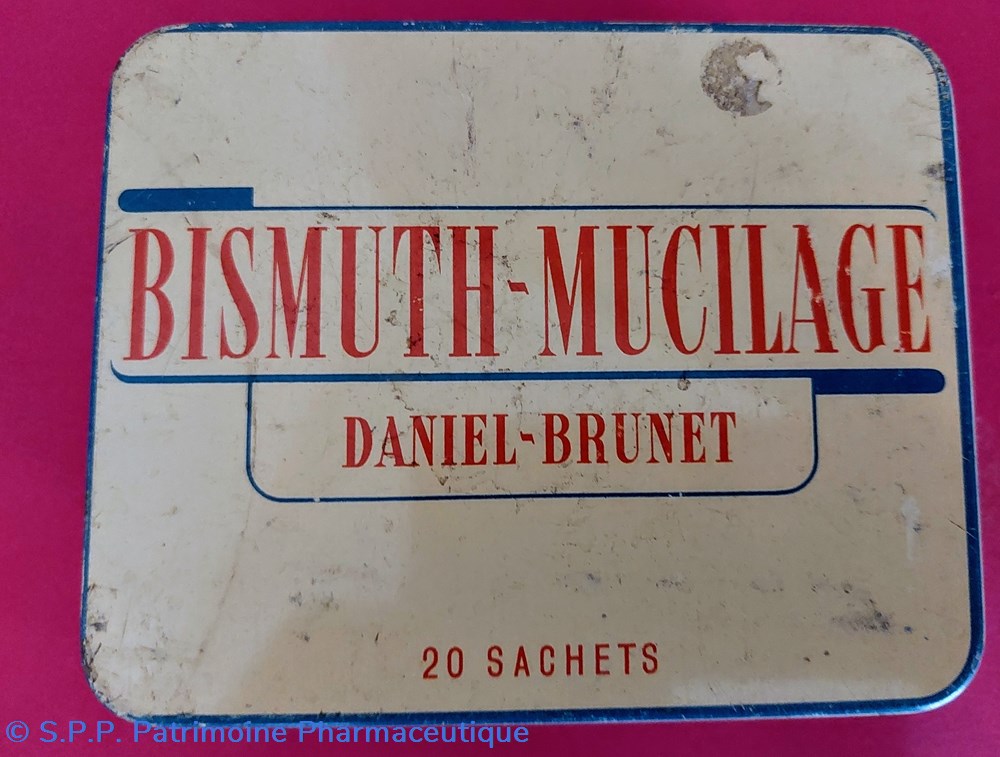 BISMUTH-MUCILAGE
DANIEL-BRUNET
20 SACHETS
© S.P.P. Patrimoine Pharmaceutique